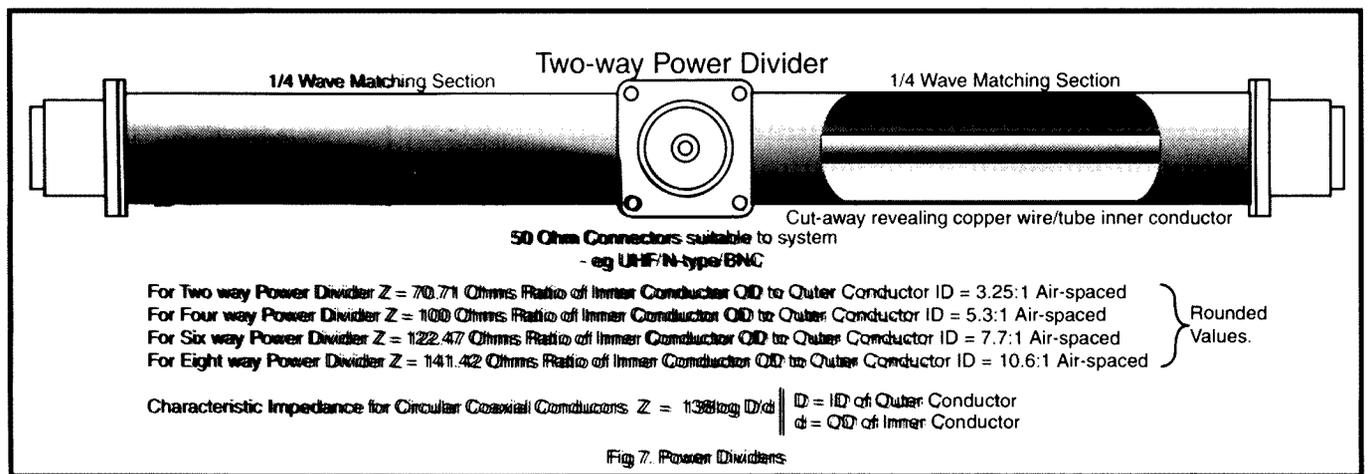 Two-way Power Divider
1/4 Wave Matching Section
1/4 Wave Matching Section
Cut-away revealing copper wire/tube inner conductor
50 Ohm Connectors suitable to system
- eg UHF/N-type/BNC
For Two way Power Divider Z = 70.71 Ohms Ratio of Inner Conductor OD to Outer Conductor ID = 3.25:1 Air-spaced
For Four way Power Divider Z = 100 Ohms Ratio of Inner Conductor OD to Outer Conductor ID = 5.3:1 Air-spaced
For Six way Power Divider Z = 122.47 Ohms Ratio of Inner Conductor OD to Outer Conductor ID = 7.7:1 Air-spaced
For Eight way Power Divider Z = 141.42 Ohms Ratio of Inner Conductor OD to Outer Conductor ID = 10.6:1 Air-spaced
Rounded
Values.
Characteristic Impedance for Circular Coaxial Conductors Z = 138log D/d
D = ID of Outer Conductor
d = OD of Inner Conductor
Fig 7. Power Dividers